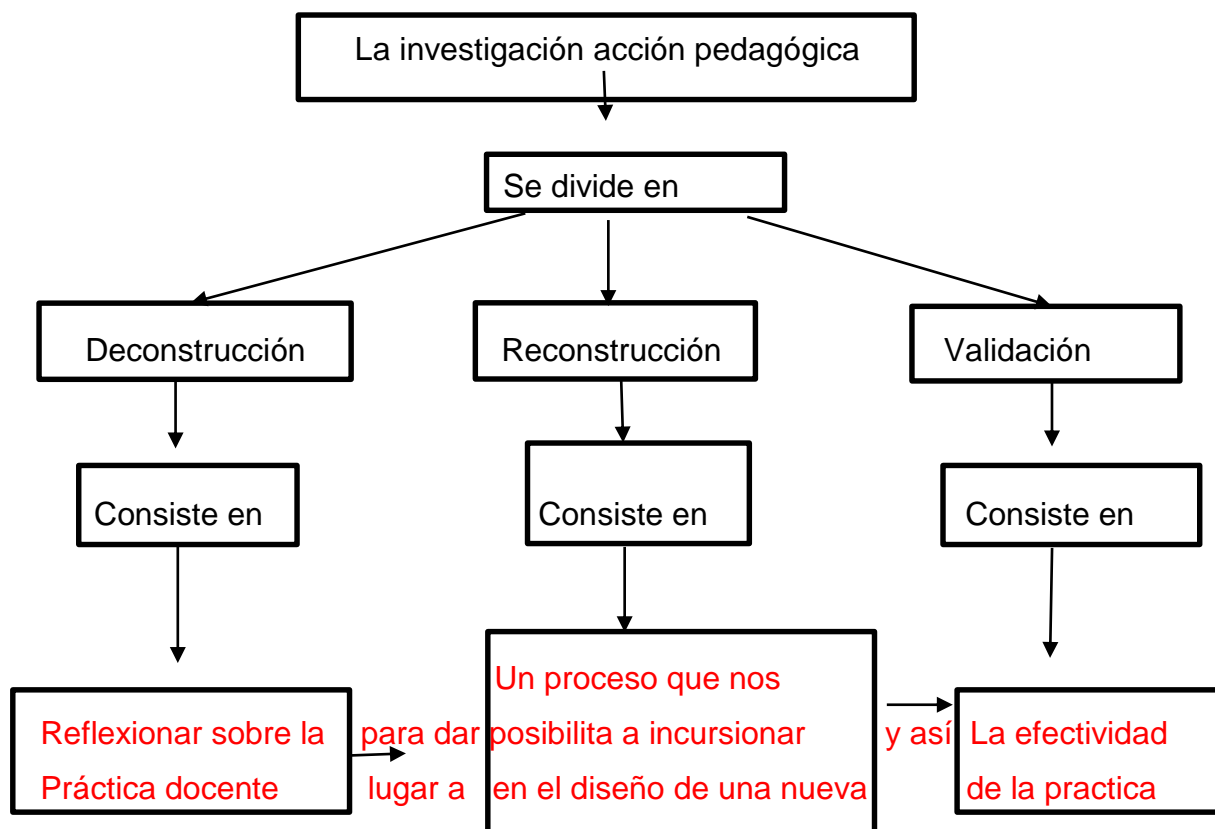 La investigación acción pedagógica
Se divide en
Deconstrucción
Reconstrucción
Validación
Consiste en
Consiste en
Consiste en
Reflexionar sobre la
Práctica docente
para dar
lugar a
Un proceso que nos
posibilita a incursionar
en el diseño de una nueva
y así
La efectividad
de la practica